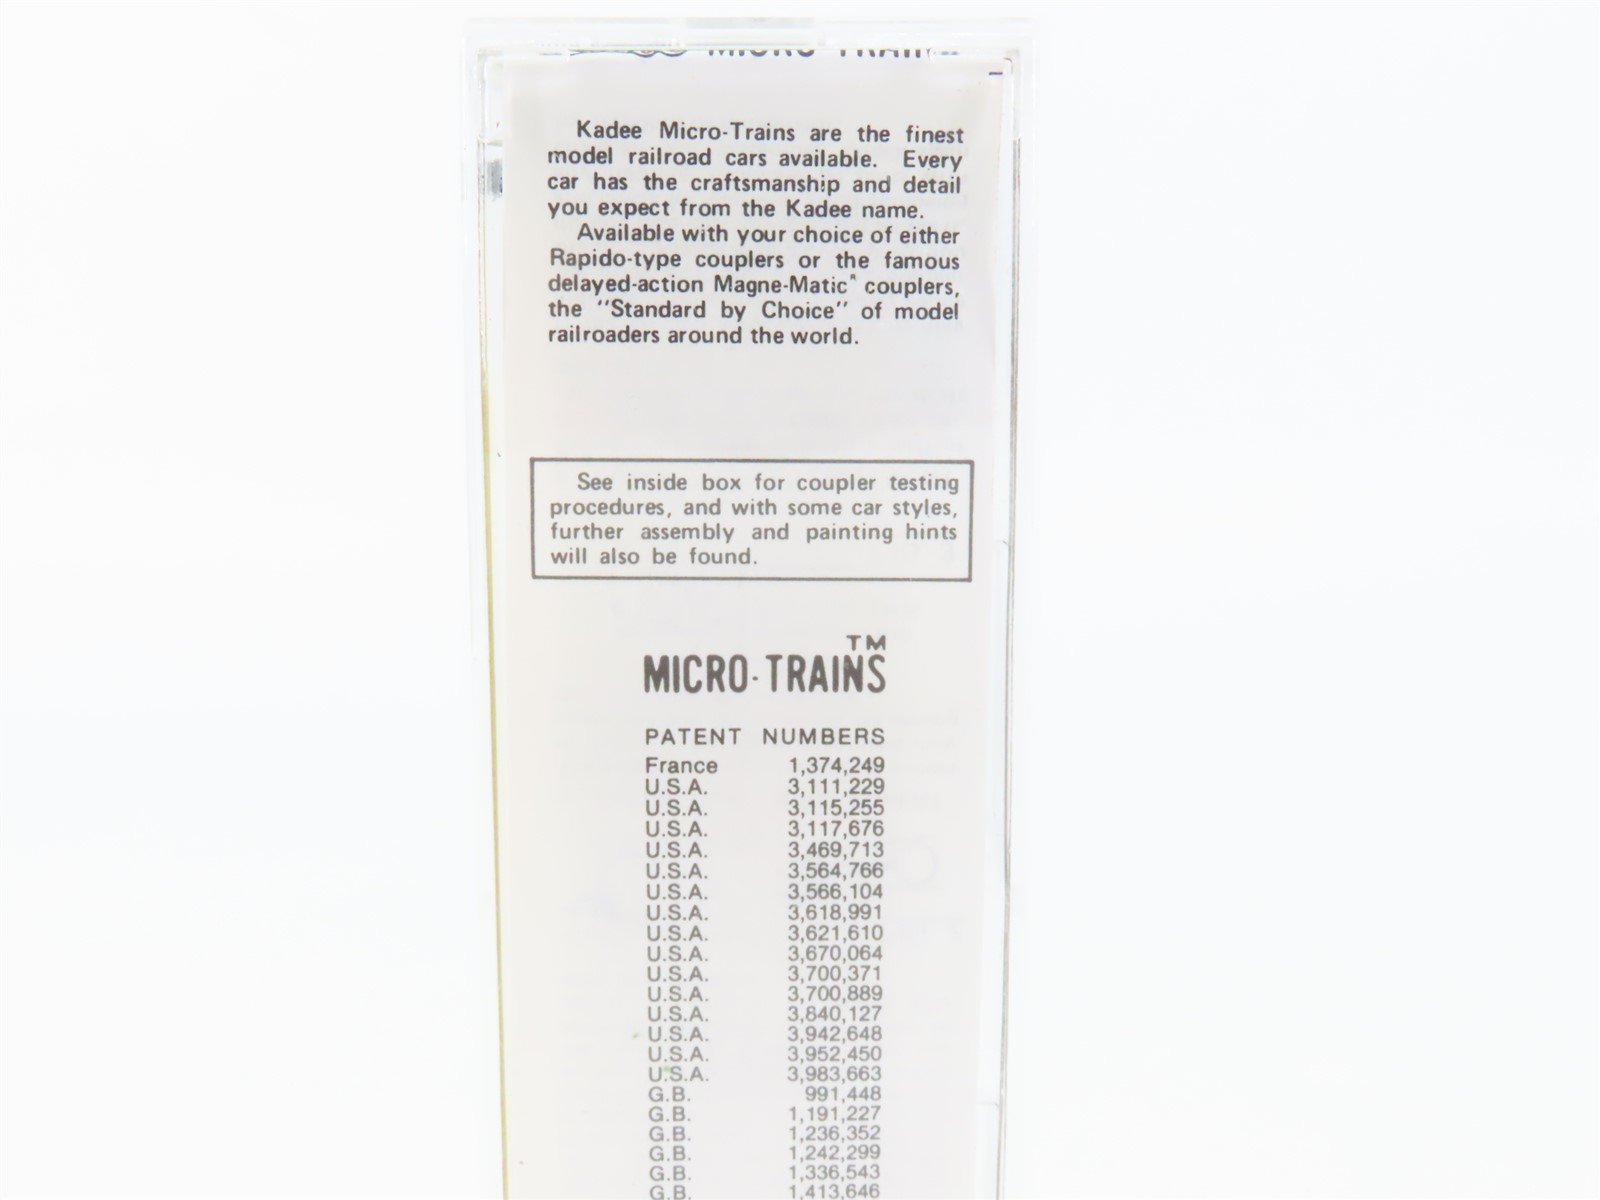 MICRO-TRAIN
Kadee Micro-Trains are the finest
model railroad cars available. Every
car has the craftsmanship and detail
you expect from the Kadee name.
Available with your choice of either
Rapido-type couplers or the famous
delayed-action Magne-Matic® couplers,
the "Standard by Choice" of model
railroaders around the world.
See inside box for coupler testing
procedures, and with some car styles,
further assembly and painting hints
will also be found.
MICRO-TRAINS™
PATENT NUMBERS
France 1,374,249
U.S.A. 3,111,229
U.S.A. 3,115,255
U.S.A. 3,117,676
U.S.A. 3,469,713
U.S.A. 3,564,766
U.S.A. 3,566,104
U.S.A. 3,618,991
U.S.A. 3,621,610
U.S.A. 3,670,064
U.S.A. 3,700,371
U.S.A. 3,700,889
U.S.A. 3,840,127
U.S.A. 3,942,648
U.S.A. 3,952,450
U.S.A. 3,983,663
G.B. 991,448
G.B. 1,191,227
G.B. 1,236,352
G.B. 1,242,299
G.B. 1,336,543
G.B. 1,413,646